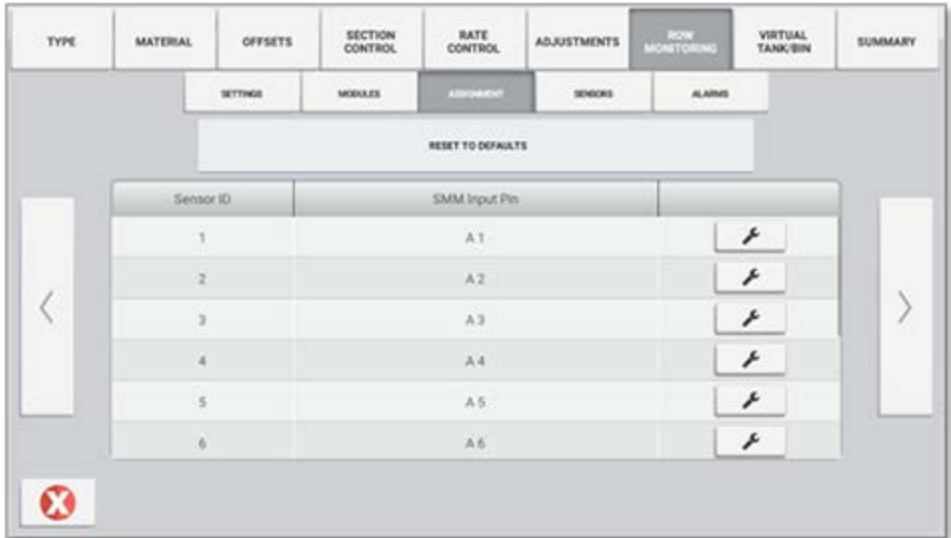 TYPE
MATERIAL
OFFSETS
SECTION
CONTROL
RATE
CONTROL
ADJUSTMENTS
ROW
MONITORING
VIRTUAL
TANK/BIN
SUMMARY
SETTINGS
MODULES
ASSIGNMENT
SENSORS
ALARMS
RESET TO DEFAULTS
Sensor ID SMM Input Pin
1 A 1
2 A 2
3 A 3
4 A 4
5 A 5
6 A 6